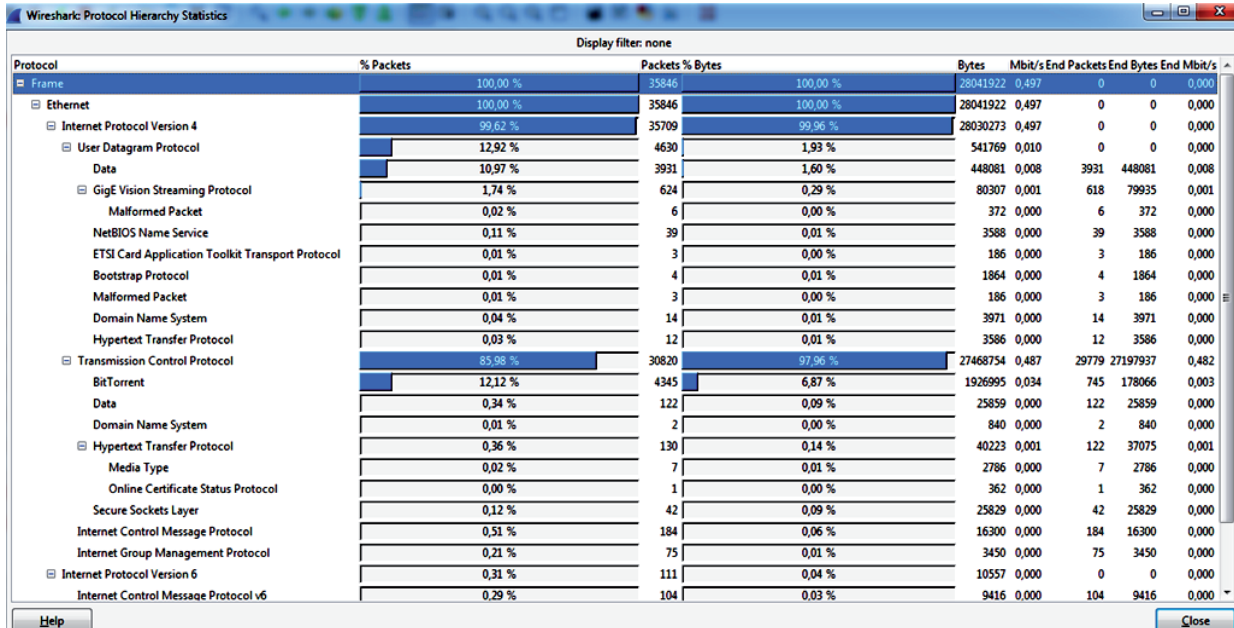 Wireshark: Protocol Hierarchy Statistics
Display filter: none
Protocol % Packets Packets % Bytes Bytes Mbit/s End Packets End Bytes End Mbit/s
Frame 100,00 % 35846 100,00 % 28041922 0,497 0 0 0,000
Ethernet 100,00 % 35846 100,00 % 28041922 0,497 0 0 0,000
Internet Protocol Version 4 99,62 % 35709 99,96 % 28030273 0,497 0 0 0,000
User Datagram Protocol 12,92 % 4630 1,93 % 541769 0,010 0 0 0,000
Data 10,97 % 3931 1,60 % 448081 0,008 3931 448081 0,008
GigE Vision Streaming Protocol 1,74 % 624 0,29 % 80307 0,001 618 79935 0,001
Malformed Packet 0,02 % 6 0,00 % 372 0,000 6 372 0,000
NetBIOS Name Service 0,11 % 39 0,01 % 3588 0,000 39 3588 0,000
ETSI Card Application Toolkit Transport Protocol 0,01 % 3 0,00 % 186 0,000 3 186 0,000
Bootstrap Protocol 0,01 % 4 0,01 % 1864 0,000 4 1864 0,000
Malformed Packet 0,01 % 3 0,00 % 186 0,000 3 186 0,000
Domain Name System 0,04 % 14 0,01 % 3971 0,000 14 3971 0,000
Hypertext Transfer Protocol 0,03 % 12 0,01 % 3586 0,000 12 3586 0,000
Transmission Control Protocol 85,98 % 30820 97,96 % 27468754 0,487 29779 27197937 0,482
BitTorrent 12,12 % 4345 6,87 % 1926995 0,034 745 178066 0,003
Data 0,34 % 122 0,09 % 25859 0,000 122 25859 0,000
Domain Name System 0,01 % 2 0,00 % 840 0,000 2 840 0,000
Hypertext Transfer Protocol 0,36 % 130 0,14 % 40223 0,001 122 37075 0,001
Media Type 0,02 % 7 0,01 % 2786 0,000 7 2786 0,000
Online Certificate Status Protocol 0,00 % 1 0,00 % 362 0,000 1 362 0,000
Secure Sockets Layer 0,12 % 42 0,09 % 25829 0,000 42 25829 0,000
Internet Control Message Protocol 0,51 % 184 0,06 % 16300 0,000 184 16300 0,000
Internet Group Management Protocol 0,21 % 75 0,01 % 3450 0,000 75 3450 0,000
Internet Protocol Version 6 0,31 % 111 0,04 % 10557 0,000 0 0 0,000
Internet Control Message Protocol v6 0,29 % 104 0,03 % 9416 0,000 104 9416 0,000
Help Close